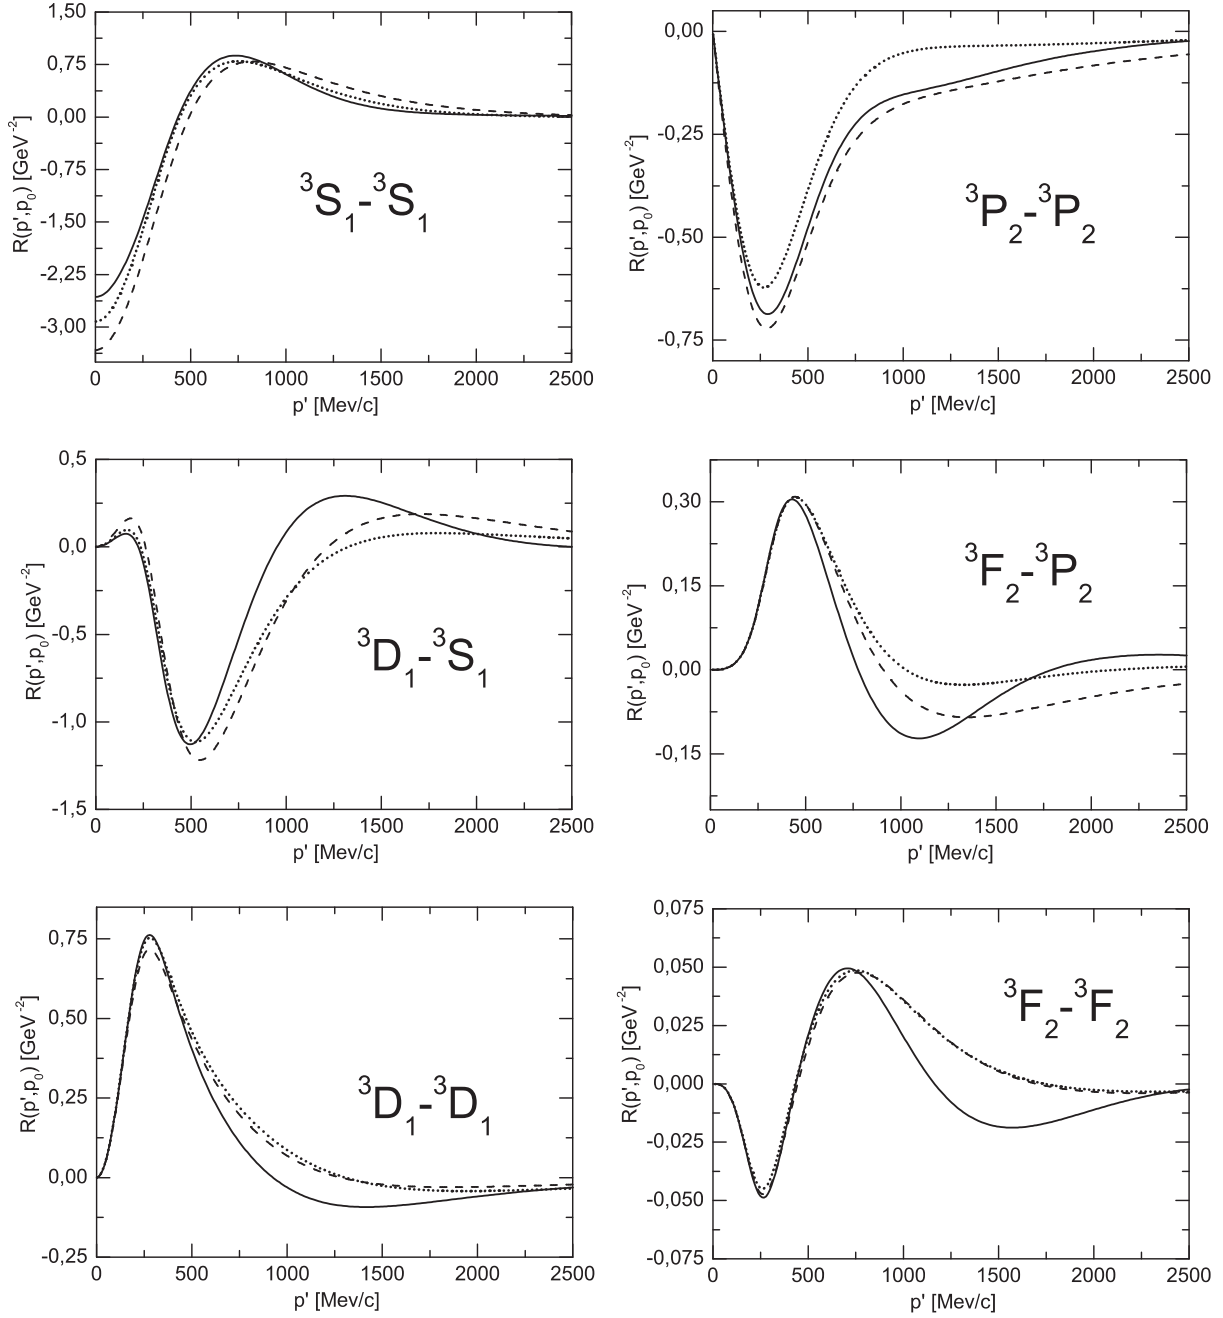 1,50
0,75
0,00
-0,75
-1,50
-2,25
-3,00
R(p',p0) [GeV-2]
3S1-3S1
0 500 1000 1500 2000 2500
p' [Mev/c]
0,00
-0,25
-0,50
-0,75
R(p',p0) [GeV-2]
3P2-3P2
0 500 1000 1500 2000 2500
p' [Mev/c]
0,5
0,0
-0,5
-1,0
-1,5
R(p',p0) [GeV-2]
3D1-3S1
0 500 1000 1500 2000 2500
p' [Mev/c]
0,30
0,15
0,00
-0,15
R(p',p0) [GeV-2]
3F2-3P2
0 500 1000 1500 2000 2500
p' [Mev/c]
0,75
0,50
0,25
0,00
-0,25
R(p',p0) [GeV-2]
3D1-3D1
0 500 1000 1500 2000 2500
p' [Mev/c]
0,075
0,050
0,025
0,000
-0,025
-0,050
-0,075
R(p',p0) [GeV-2]
3F2-3F2
0 500 1000 1500 2000 2500
p' [Mev/c]